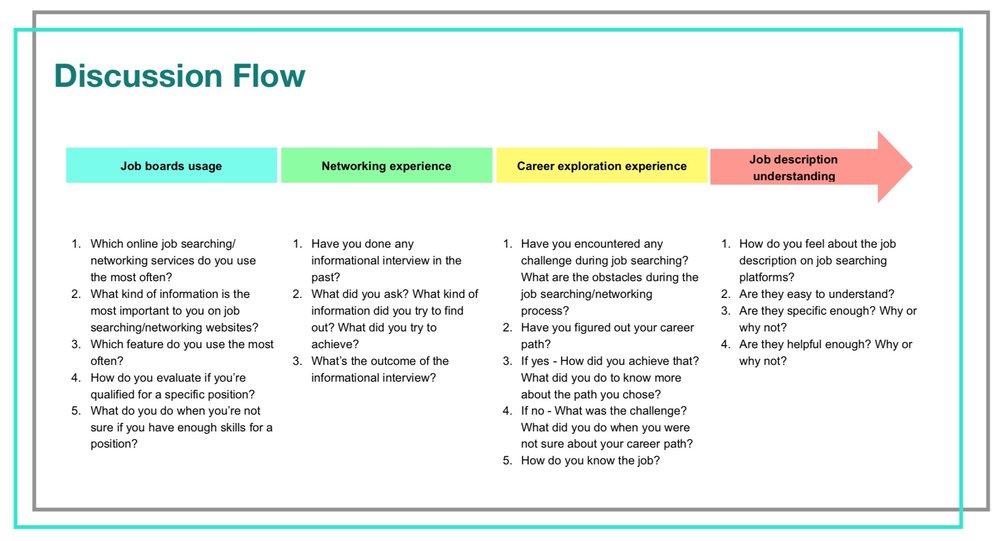 Discussion Flow
Job boards usage
Networking experience
Career exploration experience
Job description
understanding
1. Which online job searching/
networking services do you use
the most often?
2. What kind of information is the
most important to you on job
searching/networking websites?
3. Which feature do you use the most
often?
4. How do you evaluate if you’re
qualified for a specific position?
5. What do you do when you’re not
sure if you have enough skills for a
position?
1. Have you done any
informational interview in the
past?
2. What did you ask? What kind of
information did you try to find
out? What did you try to
achieve?
3. What’s the outcome of the
informational interview?
1. Have you encountered any
challenge during job searching?
What are the obstacles during the
job searching/networking
process?
2. Have you figured out your career
path?
3. If yes - How did you achieve that?
What did you do to know more
about the path you chose?
4. If no - What was the challenge?
What did you do when you were
not sure about your career path?
5. How do you know the job?
1. How do you feel about the job
description on job searching
platforms?
2. Are they easy to understand?
3. Are they specific enough? Why or
why not?
4. Are they helpful enough? Why or
why not?